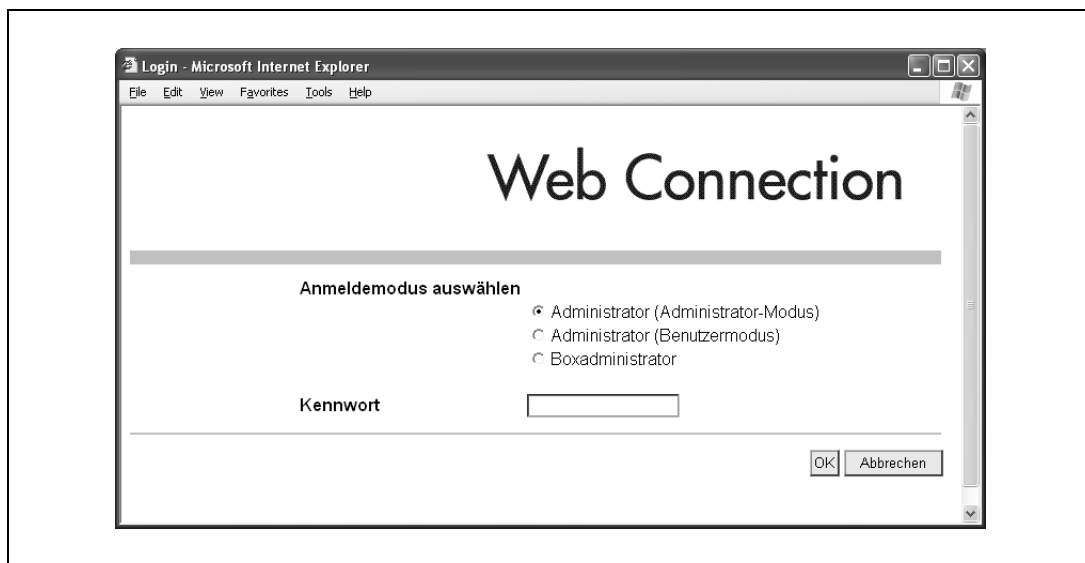 Login - Microsoft Internet Explorer
File Edit View Favorites Tools Help
Web Connection
Anmeldemodus auswählen
Administrator (Administrator-Modus)
Administrator (Benutzermodus)
Boxadministrator
Kennwort
OK Abbrechen